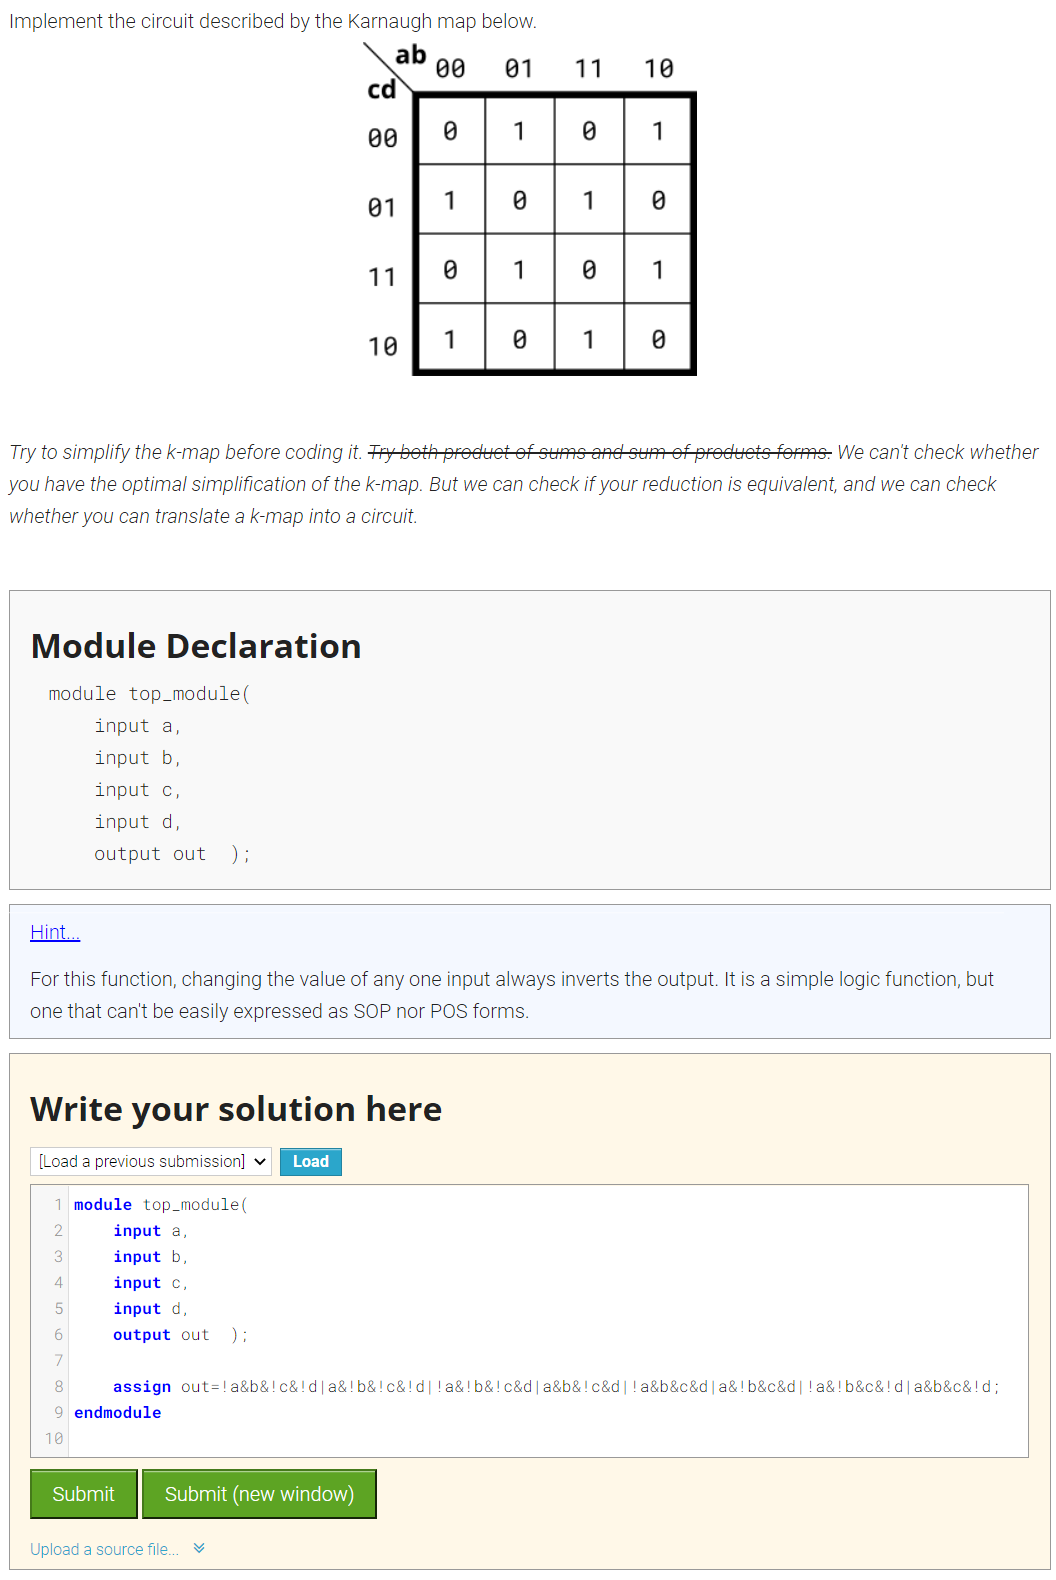 Implement the circuit described by the Karnaugh map below.
ab
00 01 11 10
cd
00 0 1 0 1
01 1 0 1 0
11 0 1 0 1
10 1 0 1 0
Try to simplify the k-map before coding it. Try both product of sums and sum of products forms. We can't check whether
you have the optimal simplification of the k-map. But we can check if your reduction is equivalent, and we can check
whether you can translate a k-map into a circuit.
Module Declaration
module top_module(
    input a,
    input b,
    input c,
    input d,
    output out  );
Hint...
For this function, changing the value of any one input always inverts the output. It is a simple logic function, but
one that can't be easily expressed as SOP nor POS forms.
Write your solution here
[Load a previous submission] Load
1 module top_module(
2     input a,
3     input b,
4     input c,
5     input d,
6     output out  );
7
8     assign out=!a&b&!c&!d|a&!b&!c&!d|!a&!b&!c&d|a&b&!c&d|!a&b&c&d|a&!b&c&d|!a&!b&c&!d|a&b&c&!d;
9 endmodule
10
Submit Submit (new window)
Upload a source file...